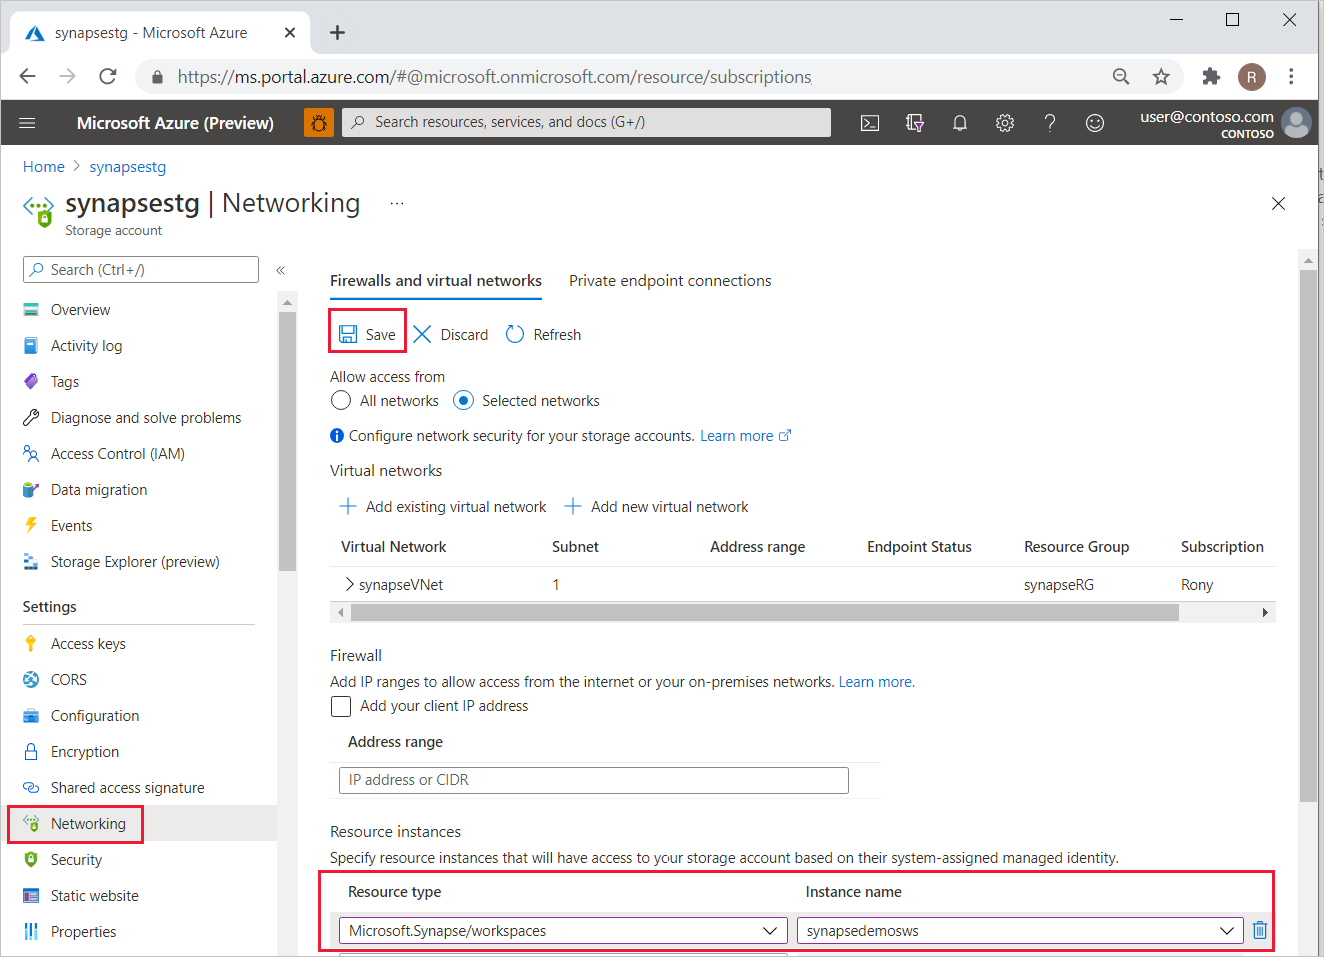 synapsestg - Microsoft Azure
https://ms.portal.azure.com/#@microsoft.onmicrosoft.com/resource/subscriptions
R
Microsoft Azure (Preview)
Search resources, services, and docs (G+/)
user@contoso.com
CONTOSO
Home > synapsestg
synapsestg | Networking ...
Storage account
Search (Ctrl+/)
«
Overview
Activity log
Tags
Diagnose and solve problems
Access Control (IAM)
Data migration
Events
Storage Explorer (preview)
Settings
Access keys
CORS
Configuration
Encryption
Shared access signature
Networking
Security
Static website
Properties
Firewalls and virtual networks Private endpoint connections
Save Discard Refresh
Allow access from
All networks Selected networks
Configure network security for your storage accounts. Learn more
Virtual networks
Add existing virtual network Add new virtual network
Virtual Network Subnet Address range Endpoint Status Resource Group Subscription
synapseVNet 1 synapseRG Rony
Firewall
Add IP ranges to allow access from the internet or your on-premises networks. Learn more.
Add your client IP address
Address range
IP address or CIDR
Resource instances
Specify resource instances that will have access to your storage account based on their system-assigned managed identity.
Resource type Instance name
Microsoft.Synapse/workspaces synapsedemosws